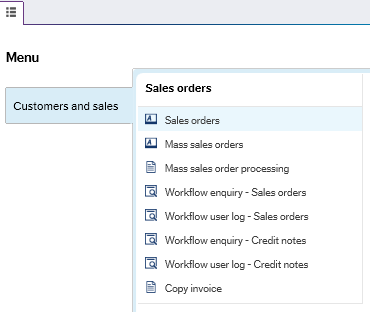 Menu
Customers and sales
Sales orders
Sales orders
Mass sales orders
Mass sales order processing
Workflow enquiry - Sales orders
Workflow user log - Sales orders
Workflow enquiry - Credit notes
Workflow user log - Credit notes
Copy invoice